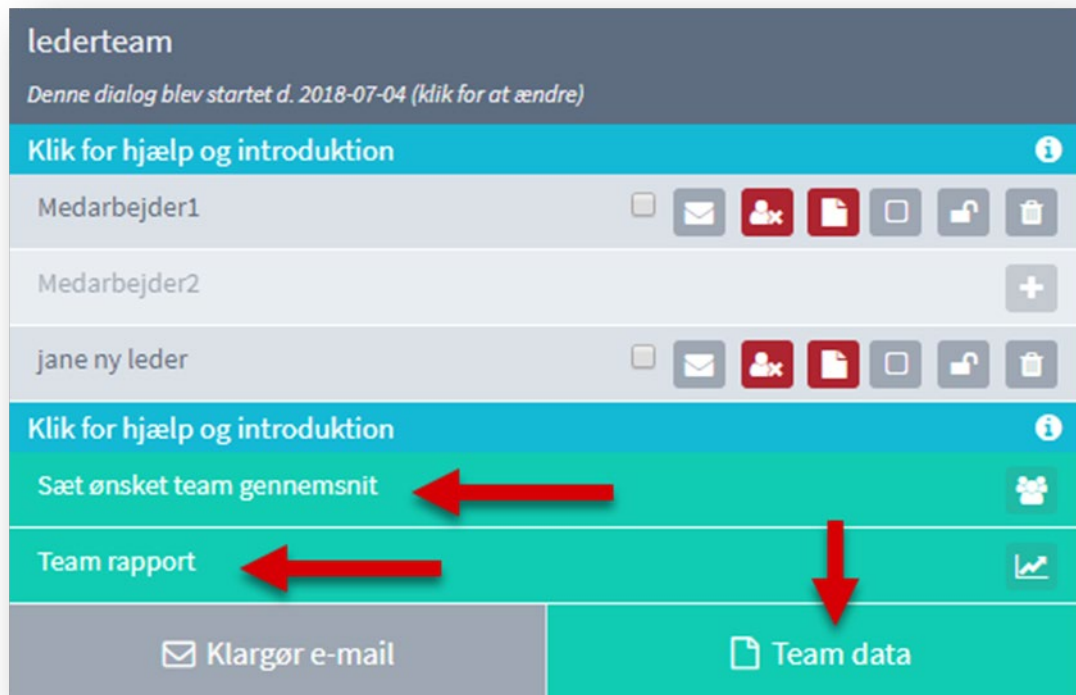 lederteam
Denne dialog blev startet d. 2018-07-04 (klik for at ændre)
Klik for hjælp og introduktion
Medarbejder1
Medarbejder2
jane ny leder
Klik for hjælp og introduktion
Sæt ønsket team gennemsnit
Team rapport
Klargør e-mail
Team data